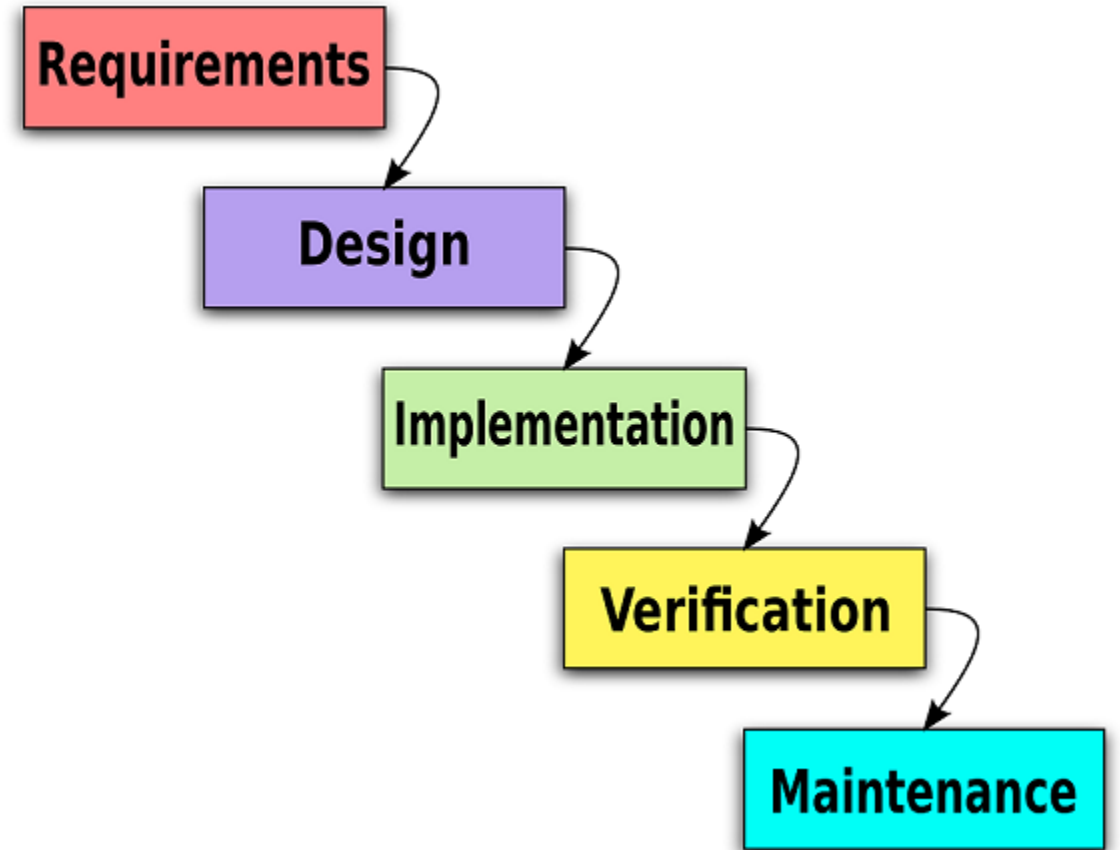 Requirements
Design
Implementation
Verification
Maintenance